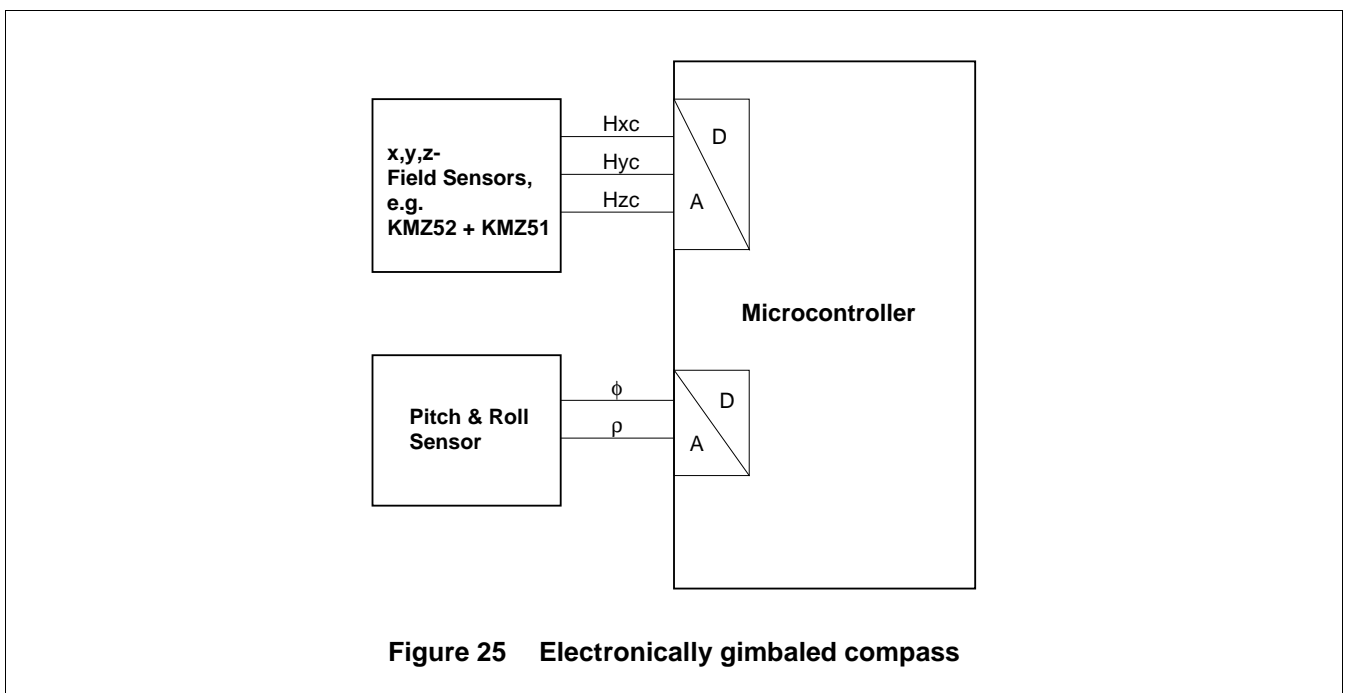 x,y,z-
Field Sensors,
e.g.
KMZ52 + KMZ51
Hxc
Hyc
Hzc
D
A
Microcontroller
Pitch & Roll
Sensor
ϕ
ρ
D
A
Figure 25 Electronically gimbaled compass